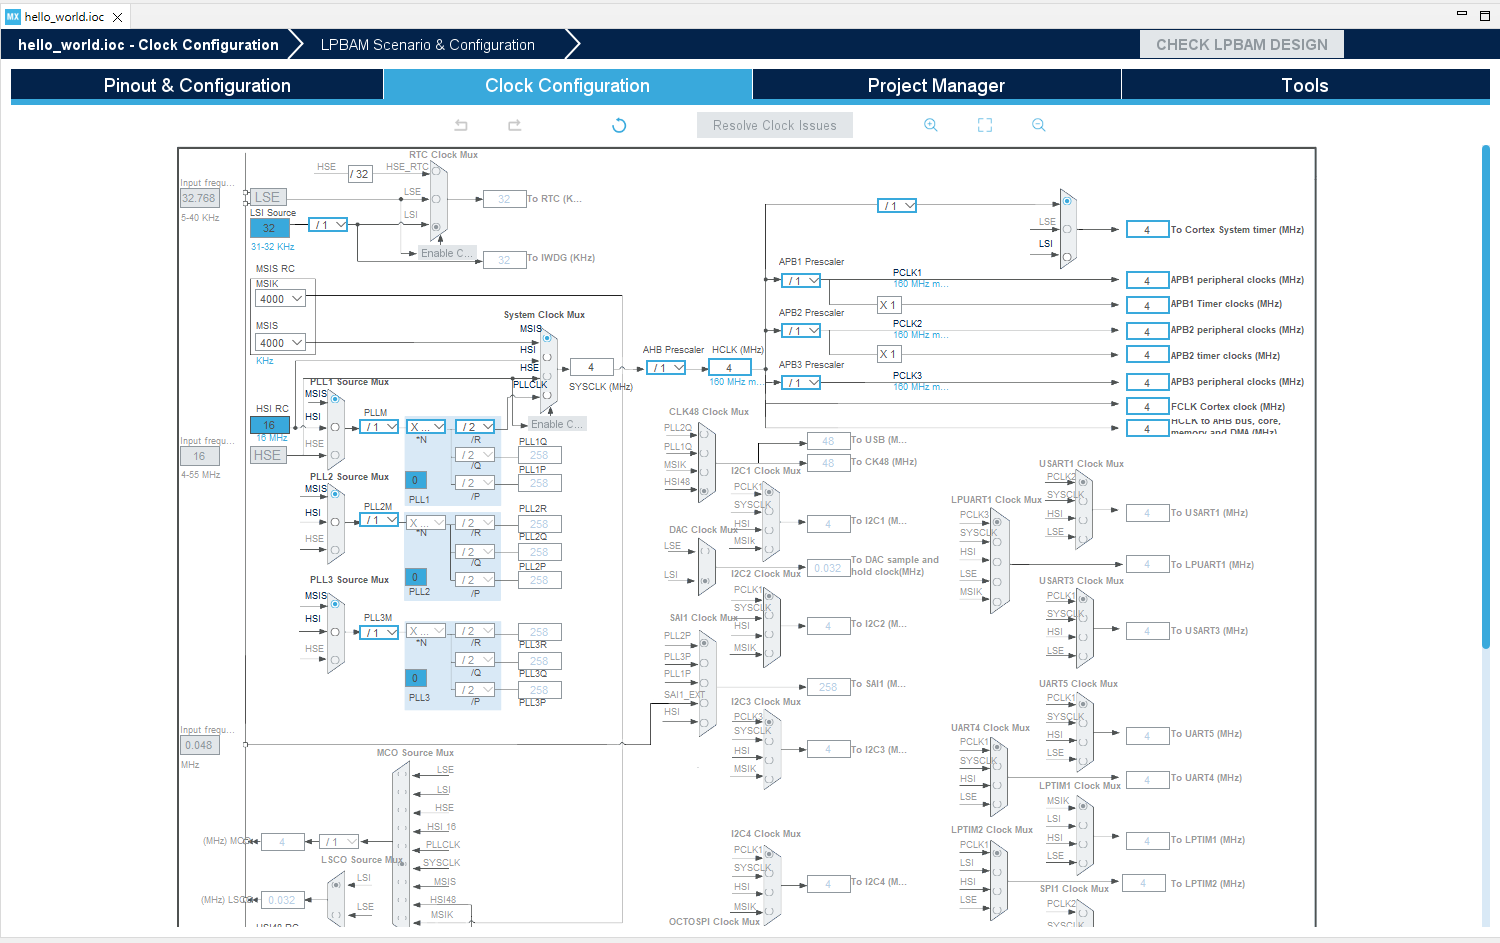 hello_world.ioc
hello_world.ioc - Clock Configuration
LPBAM Scenario & Configuration
CHECK LPBAM DESIGN
Pinout & Configuration
Clock Configuration
Project Manager
Tools
Resolve Clock Issues
RTC Clock Mux
HSE
/ 32
HSE_RTC
Input frequ...
32.768
5-40 KHz
LSE
LSE
32
To RTC (K...
LSI Source
32
31-32 KHz
/ 1
LSI
Enable C...
32
To IWDG (KHz)
MSIS RC
MSIK
4000
MSIS
4000
KHz
System Clock Mux
MSIS
HSI
HSE
PLLCLK
4
SYSCLK (MHz)
Enable C...
AHB Prescaler
/ 1
HCLK (MHz)
4
160 MHz m...
/ 1
LSE
LSI
4
To Cortex System timer (MHz)
APB1 Prescaler
/ 1
PCLK1
160 MHz m...
4
APB1 peripheral clocks (MHz)
X 1
4
APB1 Timer clocks (MHz)
APB2 Prescaler
/ 1
PCLK2
160 MHz m...
4
APB2 peripheral clocks (MHz)
X 1
4
APB2 timer clocks (MHz)
APB3 Prescaler
/ 1
PCLK3
160 MHz m...
4
APB3 peripheral clocks (MHz)
4
FCLK Cortex clock (MHz)
4
HCLK to AHB bus, core,
memory and DMA (MHz)
PLL1 Source Mux
MSIS
HSI RC
16
16 MHz
HSI
HSE
Input frequ...
16
4-55 MHz
HSE
PLLM
/ 1
X ...
*N
/ 2
/R
/ 2
/Q
/ 2
/P
0
PLL1
PLL1Q
258
PLL1P
258
PLL2 Source Mux
MSIS
HSI
HSE
PLL2M
/ 1
X ...
*N
/ 2
/R
/ 2
/Q
/ 2
/P
0
PLL2
PLL2R
258
PLL2Q
258
PLL2P
258
PLL3 Source Mux
MSIS
HSI
HSE
PLL3M
/ 1
X ...
*N
/ 2
/R
/ 2
/Q
/ 2
/P
0
PLL3
258
PLL3R
258
PLL3Q
258
PLL3P
Input frequ...
0.048
MHz
CLK48 Clock Mux
PLL2Q
PLL1Q
MSIK
HSI48
48
To USB (M...
48
To CK48 (MHz)
I2C1 Clock Mux
PCLK1
SYSCLK
HSI
MSIK
4
To I2C1 (M...
DAC Clock Mux
LSE
LSI
0.032
To DAC sample and
hold clock(MHz)
I2C2 Clock Mux
PCLK1
SYSCLK
HSI
MSIK
4
To I2C2 (M...
SAI1 Clock Mux
PLL2P
PLL3P
PLL1P
SAI1_EXT
HSI
258
To SAI1 (M...
I2C3 Clock Mux
PCLK3
SYSCLK
HSI
MSIK
4
To I2C3 (M...
I2C4 Clock Mux
PCLK1
SYSCLK
HSI
MSIK
4
To I2C4 (M...
OCTOSPI Clock Mux
USART1 Clock Mux
PCLK2
SYSCLK
HSI
LSE
4
To USART1 (MHz)
LPUART1 Clock Mux
PCLK3
SYSCLK
HSI
LSE
MSIK
4
To LPUART1 (MHz)
USART3 Clock Mux
PCLK1
SYSCLK
HSI
LSE
4
To USART3 (MHz)
UART5 Clock Mux
PCLK1
SYSCLK
HSI
LSE
4
To UART5 (MHz)
UART4 Clock Mux
PCLK1
SYSCLK
HSI
LSE
4
To UART4 (MHz)
LPTIM1 Clock Mux
MSIK
LSI
HSI
LSE
4
To LPTIM1 (MHz)
LPTIM2 Clock Mux
PCLK1
LSI
HSI
LSE
4
To LPTIM2 (MHz)
SPI1 Clock Mux
PCLK2
SYSCLK
MCO Source Mux
LSE
LSI
HSE
HSI_16
PLLCLK
SYSCLK
MSIS
HSI48
MSIK
(MHz) MCO
4
/ 1
LSCO Source Mux
LSI
LSE
(MHz) LSCO
0.032
HSI48 RC